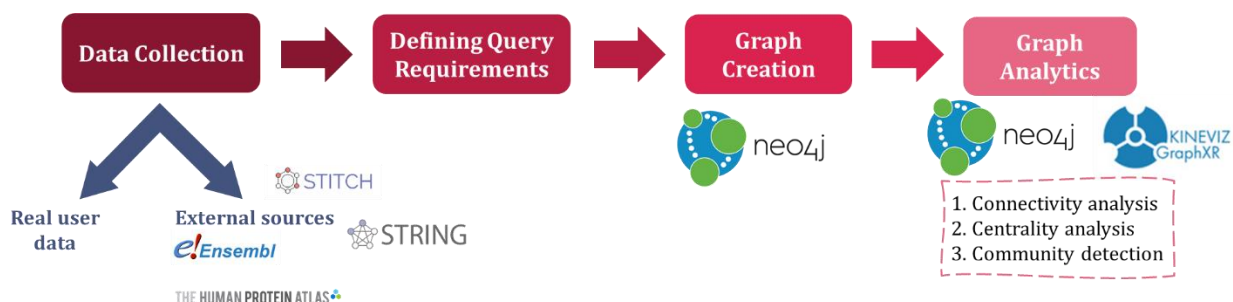 Data Collection
Defining Query
Requirements
Graph
Creation
Graph
Analytics
neo4j
neo4j
KINEVIZ
GraphXR
STITCH
Real user
data
External sources
STRING
e!Ensembl
THE HUMAN PROTEIN ATLAS
1. Connectivity analysis
2. Centrality analysis
3. Community detection